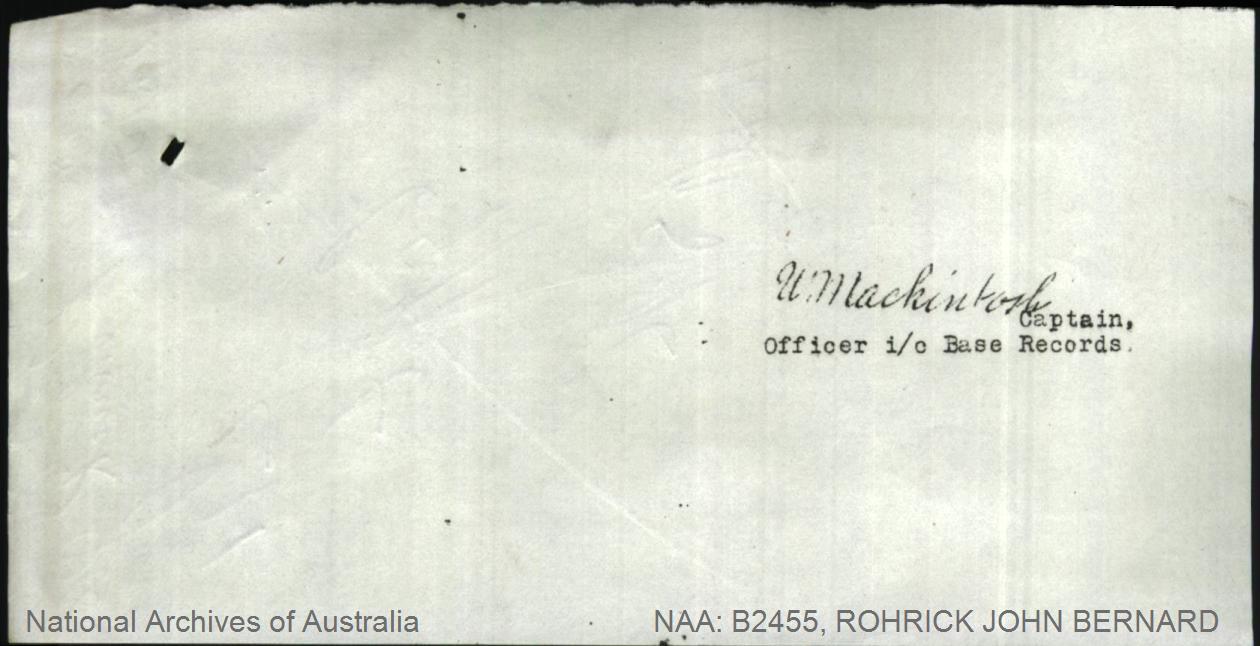 W. Mackintosh
Captain,
Officer i/c Base Records.
National Archives of Australia
NAA: B2455, ROHRICK JOHN BERNARD